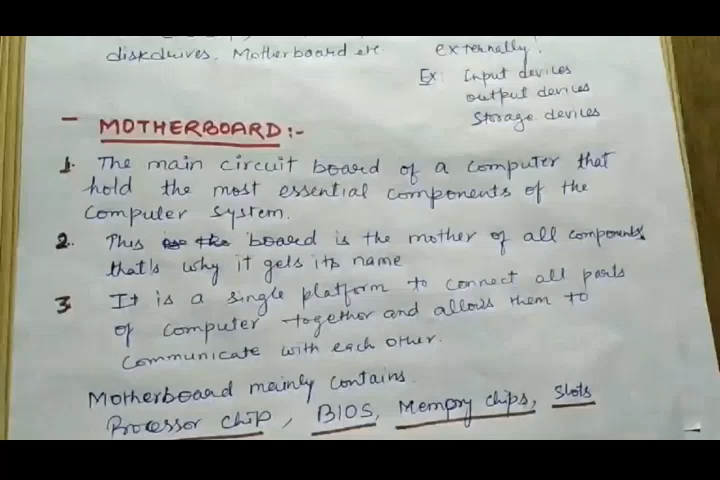 diskdrives, Motherboard etc
externally.
Ex: Input devices
output devices
Storage devices
- MOTHERBOARD:-
1. The main circuit board of a computer that
hold the most essential components of the
computer system.
2. This board is the mother of all components
that's why it gets its name
3. It is a single platform to connect all parts
of computer together and allows them to
communicate with each other.
Motherboard mainly contains
Processor chip, BIOS, Memory chips, Slots